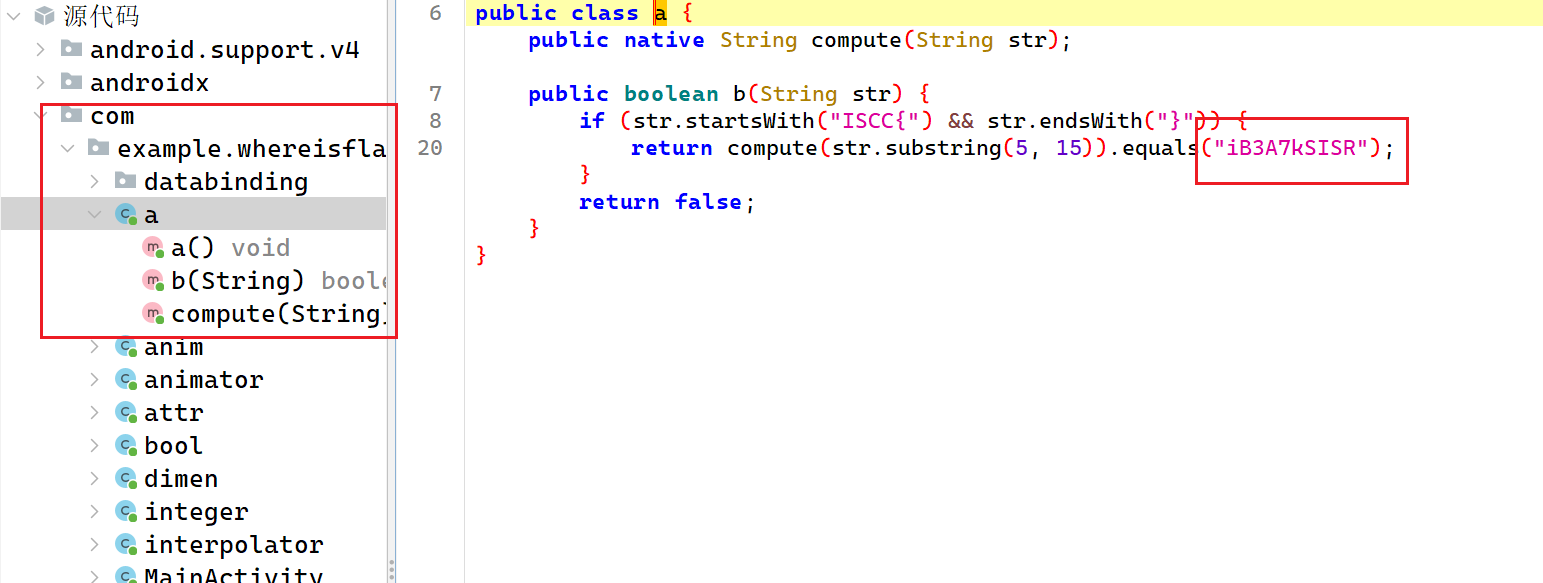 源代码
android.support.v4
androidx
com
example.whereisfla
databinding
a
a() void
b(String) boole
compute(String)
anim
animator
attr
bool
dimen
integer
interpolator
MainActivity
6 public class a {
public native String compute(String str);
7 public boolean b(String str) {
8 if (str.startsWith("ISCC{") && str.endsWith("}")) {
20 return compute(str.substring(5, 15)).equals("iB3A7kSISR");
}
return false;
}
}